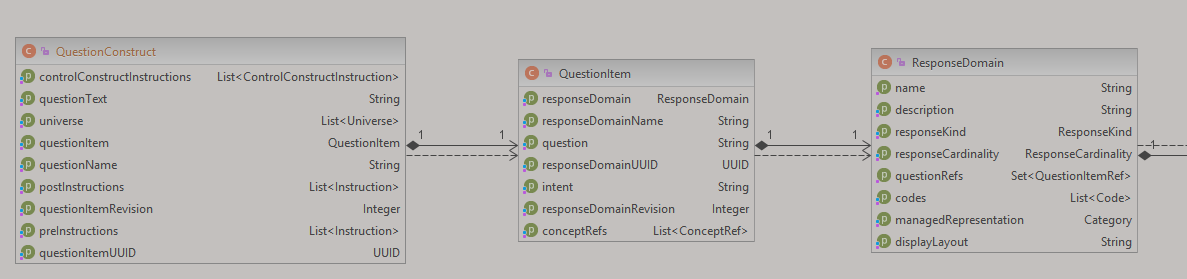 QuestionConstruct
controlConstructInstructions List<ControlConstructInstruction>
questionText String
universe List<Universe>
questionItem QuestionItem
questionName String
postInstructions List<Instruction>
questionItemRevision Integer
preInstructions List<Instruction>
questionItemUUID UUID
1 1
QuestionItem
responseDomain ResponseDomain
responseDomainName String
question String
responseDomainUUID UUID
intent String
responseDomainRevision Integer
conceptRefs List<ConceptRef>
1 1
ResponseDomain
name String
description String
responseKind ResponseKind
responseCardinality ResponseCardinality
questionRefs Set<QuestionItemRef>
codes List<Code>
managedRepresentation Category
displayLayout String
1